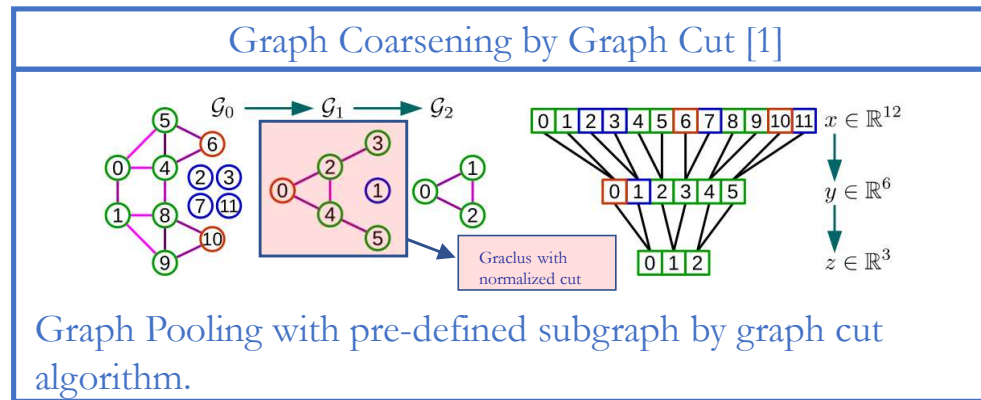 Graph Coarsening by Graph Cut [1]
𝒢₀ 𝒢₁ 𝒢₂
5
6
0 4
2 3
7 11
1 8
10
9
3
2
0 1
4
5
1
0
2
Graclus with
normalized cut
0 1 2 3 4 5 6 7 8 9 10 11 x ∈ ℝ¹²
0 1 2 3 4 5 y ∈ ℝ⁶
0 1 2 z ∈ ℝ³
Graph Pooling with pre-defined subgraph by graph cut
algorithm.